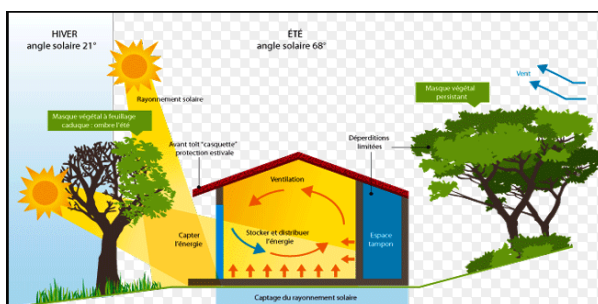 HIVER
angle solaire 21°
ÉTÉ
angle solaire 68°
Rayonnement solaire
Masque végétal à feuillage
caduque : ombre l'été
Avant toît "casquette"
protection estivale
Ventilation
Déperditions
limitées
Masque végétal
persistant
Vent
Capter
l'énergie
Stocker et distribuer
l'énergie
Espace
tampon
Captage du rayonnement solaire